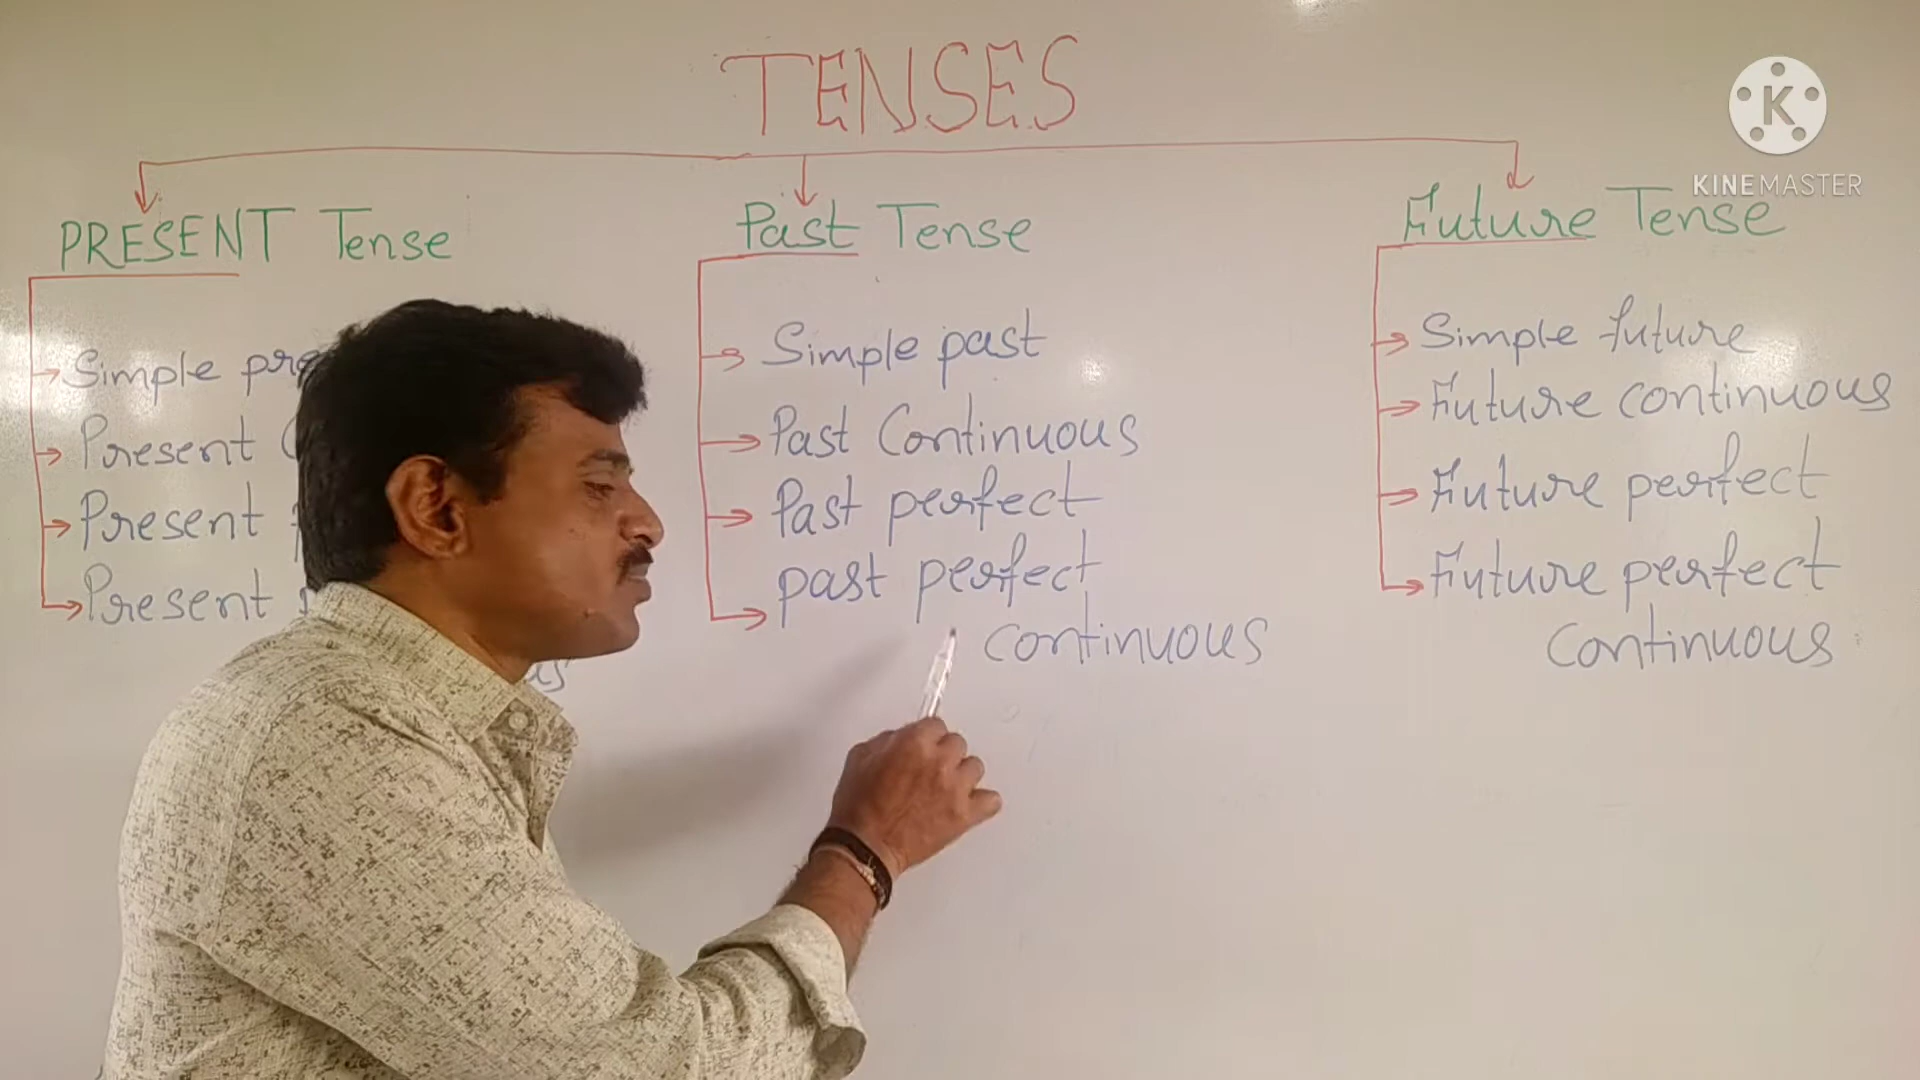 TENSES
PRESENT Tense
Simple
Present
Present
Present
Past Tense
Simple past
Past Continuous
Past perfect
past perfect
continuous
Future Tense
Simple future
Future continuous
Future perfect
Future perfect
continuous
K
KINEMASTER